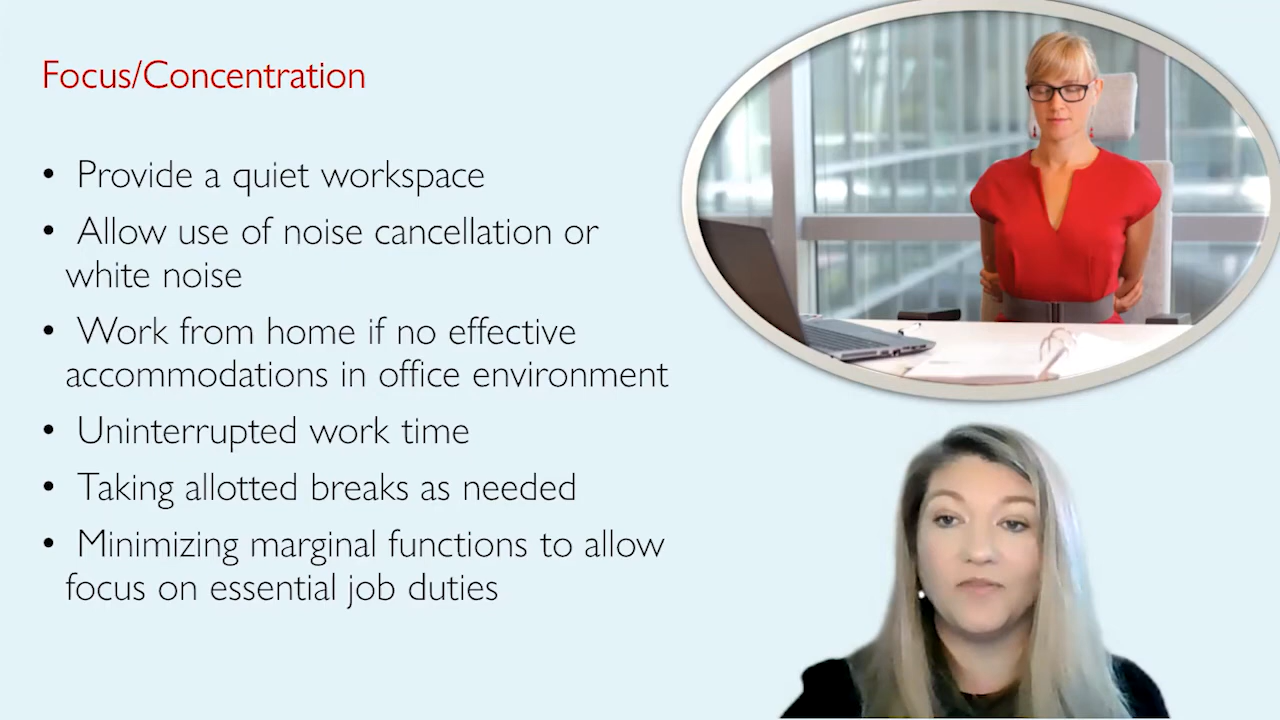 Focus/Concentration
• Provide a quiet workspace
• Allow use of noise cancellation or
white noise
• Work from home if no effective
accommodations in office environment
• Uninterrupted work time
• Taking allotted breaks as needed
• Minimizing marginal functions to allow
focus on essential job duties